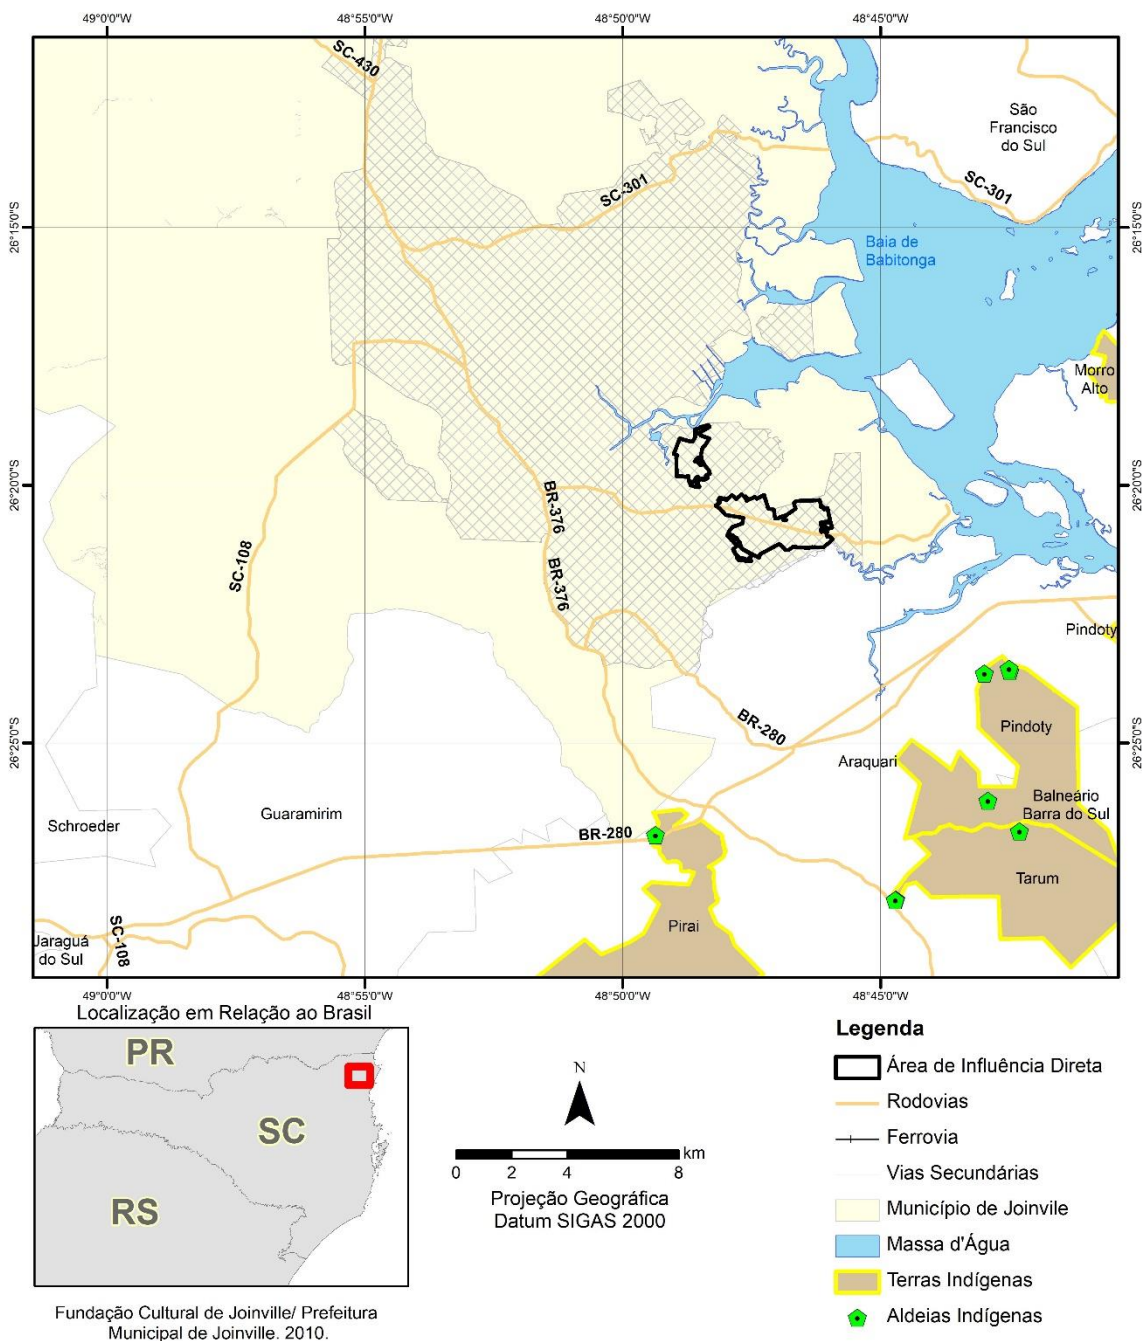 49°0'0"W
48°55'0"W
48°50'0"W
48°45'0"W
SC-430
São
Francisco
do Sul
SC-301
SC-301
26°15'0"S
26°15'0"S
Baia de
Babitonga
Morro
Alto
26°20'0"S
26°20'0"S
BR-376
SC-108
BR-376
Pindoty
BR-280
Pindoty
26°25'0"S
26°25'0"S
Araquari
Balneário
Barra do Sul
Guaramirim
Schroeder
BR-280
Tarum
Pirai
SC-108
Jaraguá
do Sul
49°0'0"W
48°55'0"W
48°50'0"W
48°45'0"W
Localização em Relação ao Brasil
PR
SC
RS
Fundação Cultural de Joinville/ Prefeitura
Municipal de Joinville. 2010.
N
km
0 2 4 8
Projeção Geográfica
Datum SIGAS 2000
Legenda
Área de Influência Direta
Rodovias
Ferrovia
Vias Secundárias
Município de Joinvile
Massa d'Água
Terras Indígenas
Aldeias Indígenas